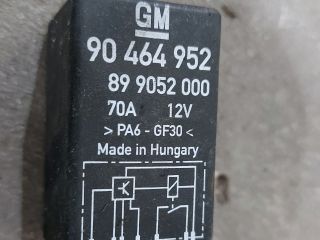 GM
90 464 952
89 9052 000
70A 12V
> PA6 - GF30 <
Made in Hungary